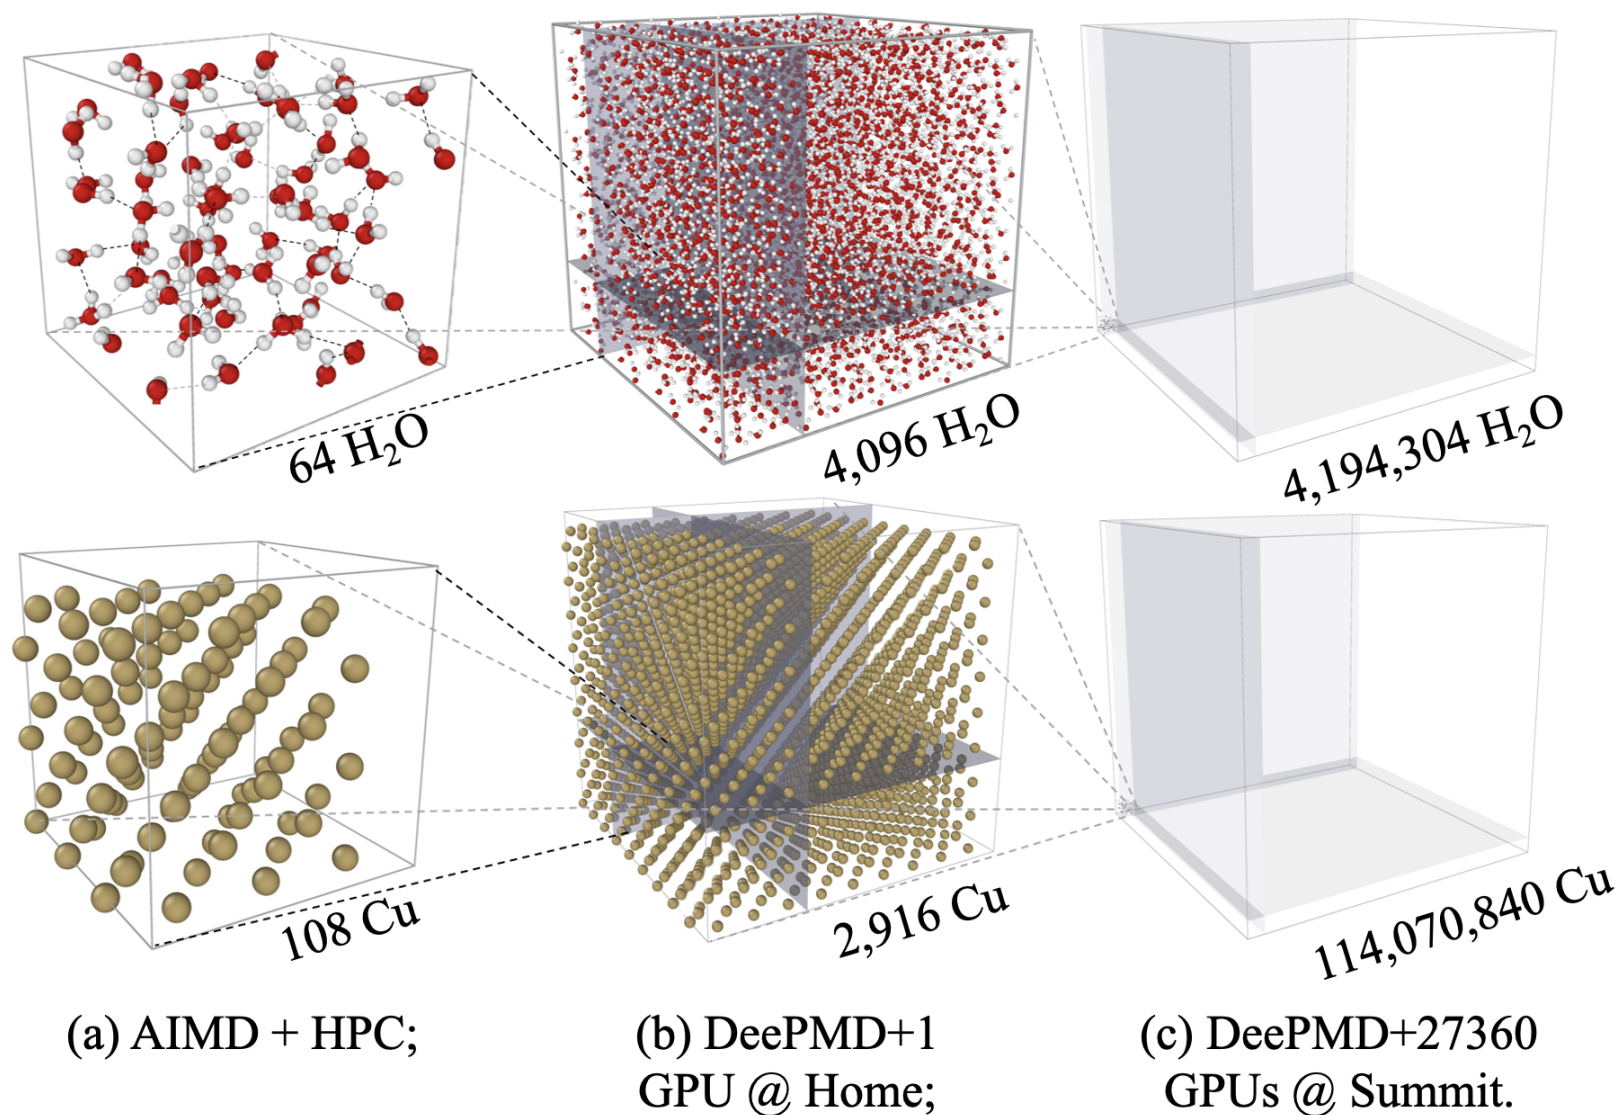 64 H₂O
4,096 H₂O
4,194,304 H₂O
108 Cu
2,916 Cu
114,070,840 Cu
(a) AIMD + HPC;
(b) DeePMD+1
GPU @ Home;
(c) DeePMD+27360
GPUs @ Summit.